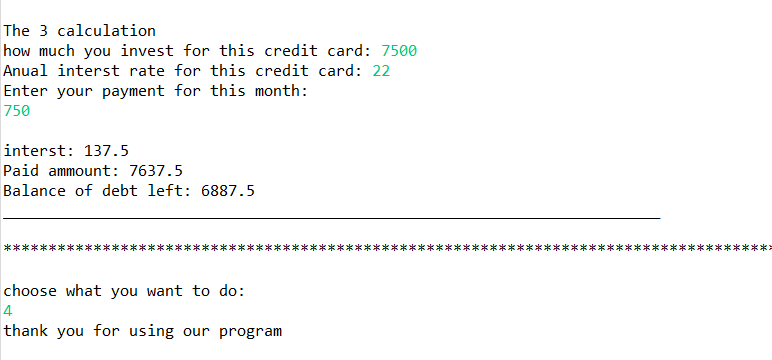 The 3 calculation
how much you invest for this credit card: 7500
Anual interst rate for this credit card: 22
Enter your payment for this month:
750
interst: 137.5
Paid ammount: 7637.5
Balance of debt left: 6887.5
_________________________________________________________________________
*************************************************************************************
choose what you want to do:
4
thank you for using our program